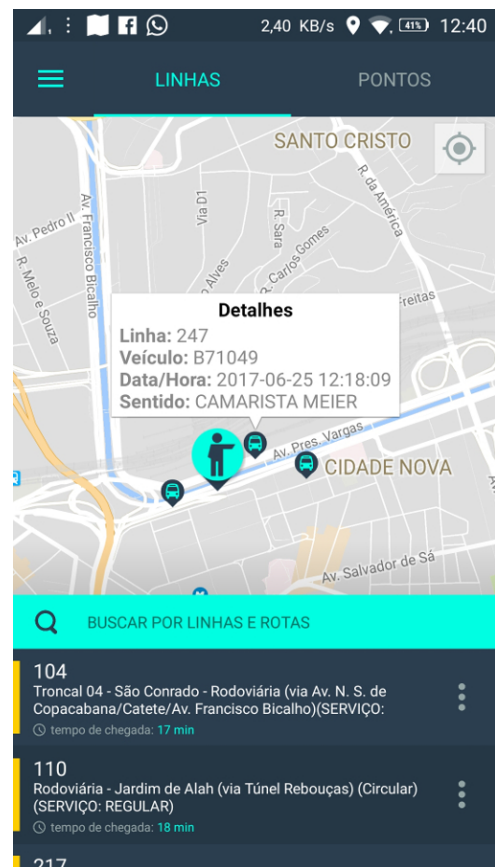 2,40 KB/s 41% 12:40
LINHAS PONTOS
SANTO CRISTO
R. da América
Av. Pedro II
Av. Francisco Bicalho
Via D1
R. Sara
R. Melo e Souza
Alves
R. Carlos Gomes
Freitas
Detalhes
Linha: 247
Veículo: B71049
Data/Hora: 2017-06-25 12:18:09
Sentido: CAMARISTA MEIER
Av. Pres. Vargas
CIDADE NOVA
Av. Salvador de Sá
BUSCAR POR LINHAS E ROTAS
104
Troncal 04 - São Conrado - Rodoviária (via Av. N. S. de
Copacabana/Catete/Av. Francisco Bicalho)(SERVIÇO:
tempo de chegada: 17 min
110
Rodoviária - Jardim de Alah (via Túnel Rebouças) (Circular)
(SERVIÇO: REGULAR)
tempo de chegada: 18 min
217